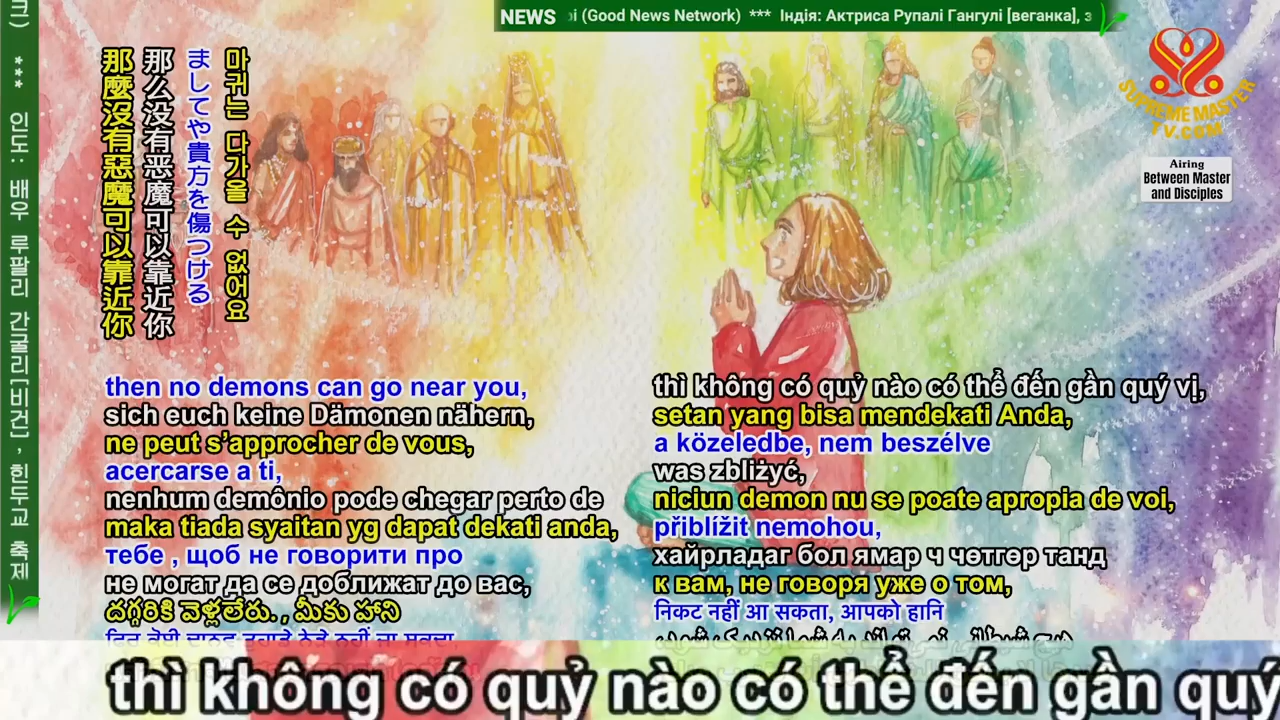 NEWS
(Good News Network) *** Індія: Актриса Рупалі Гангулі [веганка],
*** 인도: 배우 루팔리 간굴리[비건], 힌두교 축제
SUPREME MASTER
TV.COM
Airing
Between Master
and Disciples
마귀는 다가올 수 없어요
ましてや貴方を傷つける
那么没有恶魔可以靠近你
那麼沒有惡魔可以靠近你
then no demons can go near you,
sich euch keine Dämonen nähern,
ne peut s’approcher de vous,
acercarse a ti,
nenhum demônio pode chegar perto de
maka tiada syaitan yg dapat dekati anda,
тебе , щоб не говорити про
не могат да се доближат до вас,
దగ్గరికి వెళ్లలేరు. , మీకు హాని
thì không có quỷ nào có thể đến gần quý vị,
setan yang bisa mendekati Anda,
a közeledbe, nem beszélve
was zbliżyć,
niciun demon nu se poate apropia de voi,
přiblížit nemohou,
хайрладаг бол ямар ч чөтгөр танд
к вам, не говоря уже о том,
निकट नहीं आ सकता, आपको हानि
thì không có quỷ nào có thể đến gần quý